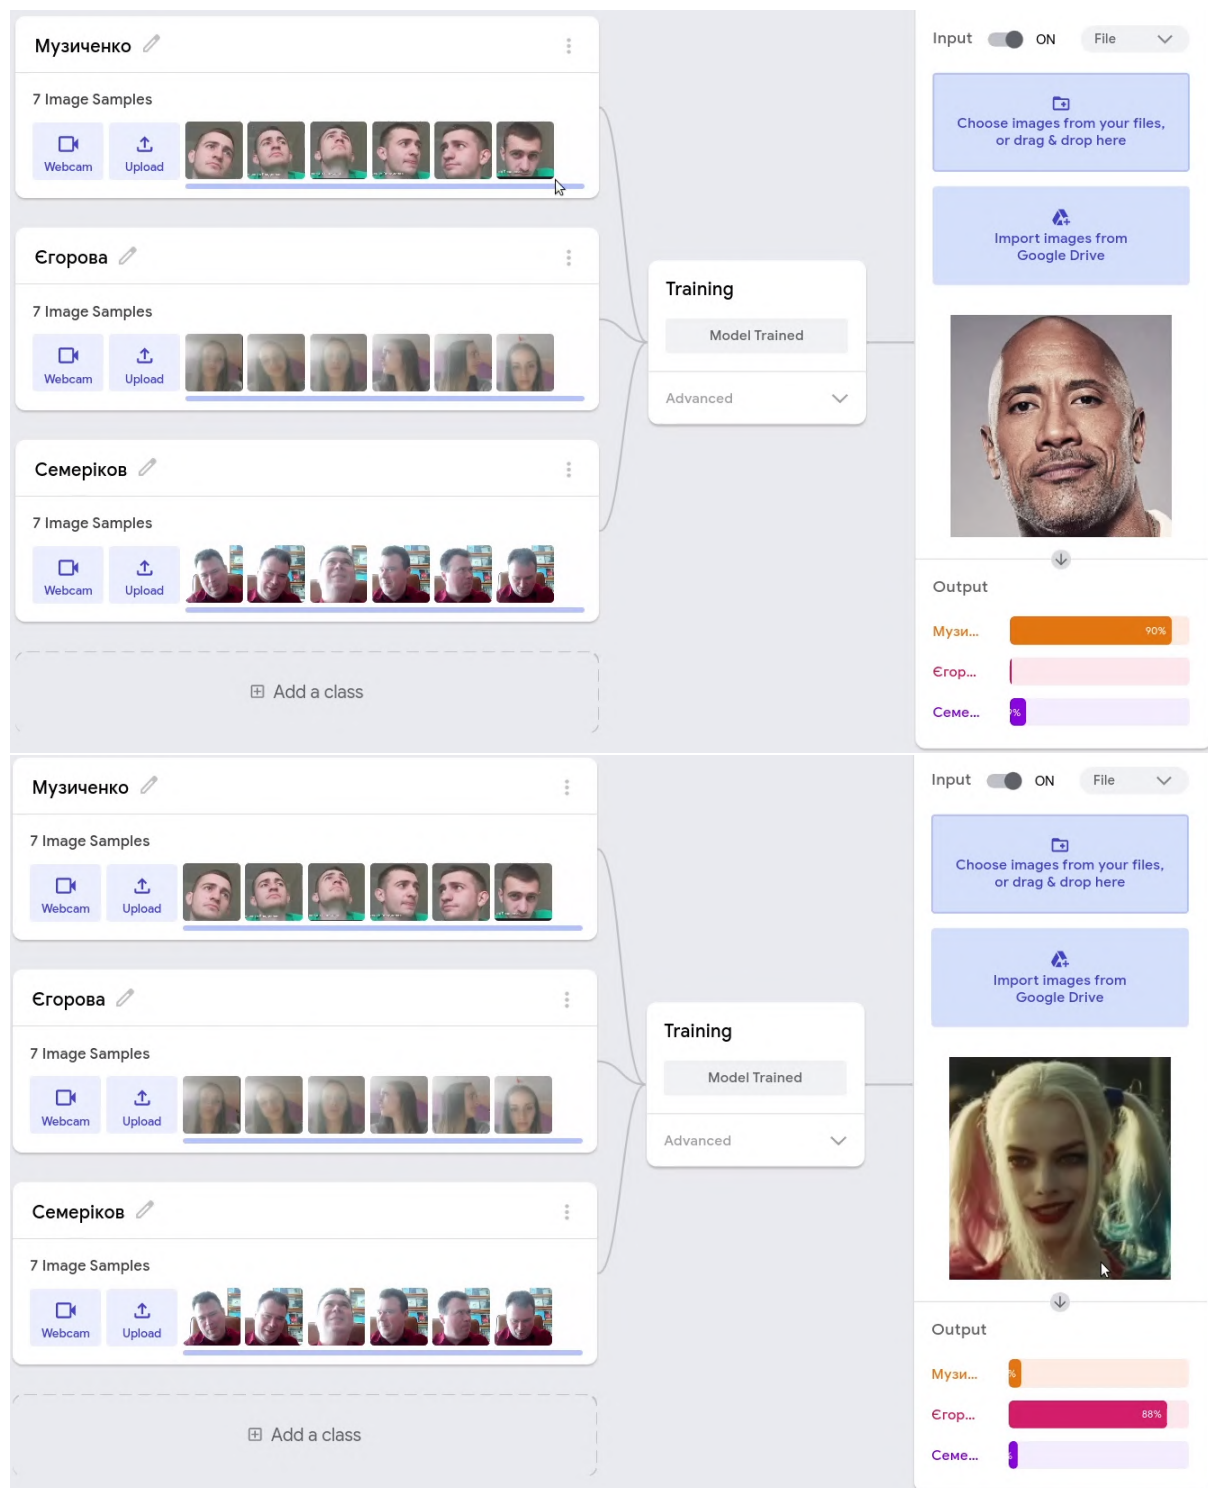 Музиченко
7 Image Samples
Webcam
Upload
Єгорова
7 Image Samples
Webcam
Upload
Семеріков
7 Image Samples
Webcam
Upload
Add a class
Training
Model Trained
Advanced
Input
ON
File
Choose images from your files,
or drag & drop here
Import images from
Google Drive
Output
Музи...
90%
Єгор...
Семе...
9%
Музиченко
7 Image Samples
Webcam
Upload
Єгорова
7 Image Samples
Webcam
Upload
Семеріков
7 Image Samples
Webcam
Upload
Add a class
Training
Model Trained
Advanced
Input
ON
File
Choose images from your files,
or drag & drop here
Import images from
Google Drive
Output
Музи...
%
Єгор...
88%
Семе...